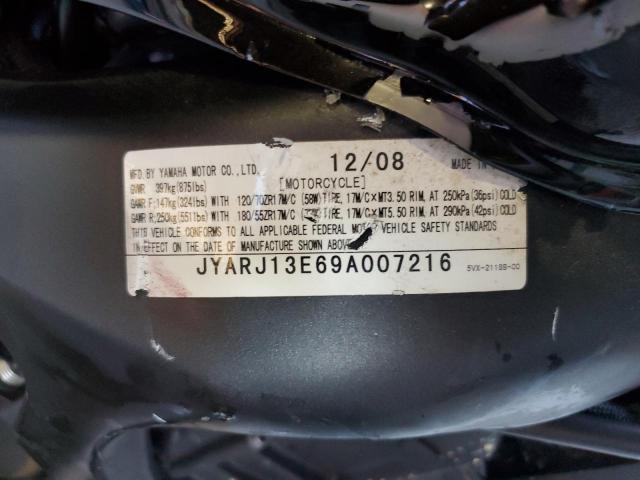 MFD.BY YAMAHA MOTOR CO.,LTD. 12/08 MADE IN
GVWR 397kg(875lbs) [MOTORCYCLE]
GAWR F:147kg(324lbs)WITH 120/70ZR17M/C (58W)TIRE, 17M/C×MT3.50 RIM, AT 250kPa(36psi)COLD
GAWR R:250kg(551lbs)WITH 180/55ZR17M/C TIRE, 17M/C×MT5.50 RIM, AT 290kPa(42psi)COLD
THIS VEHICLE CONFORMS TO ALL APPLICABLE FEDERAL MOTOR VEHICLE SAFETY STANDARDS
IN EFFECT ON THE DATE OF MANUFACTURE SHOWN
JYARJ13E69A007216 5VX-2119B-00